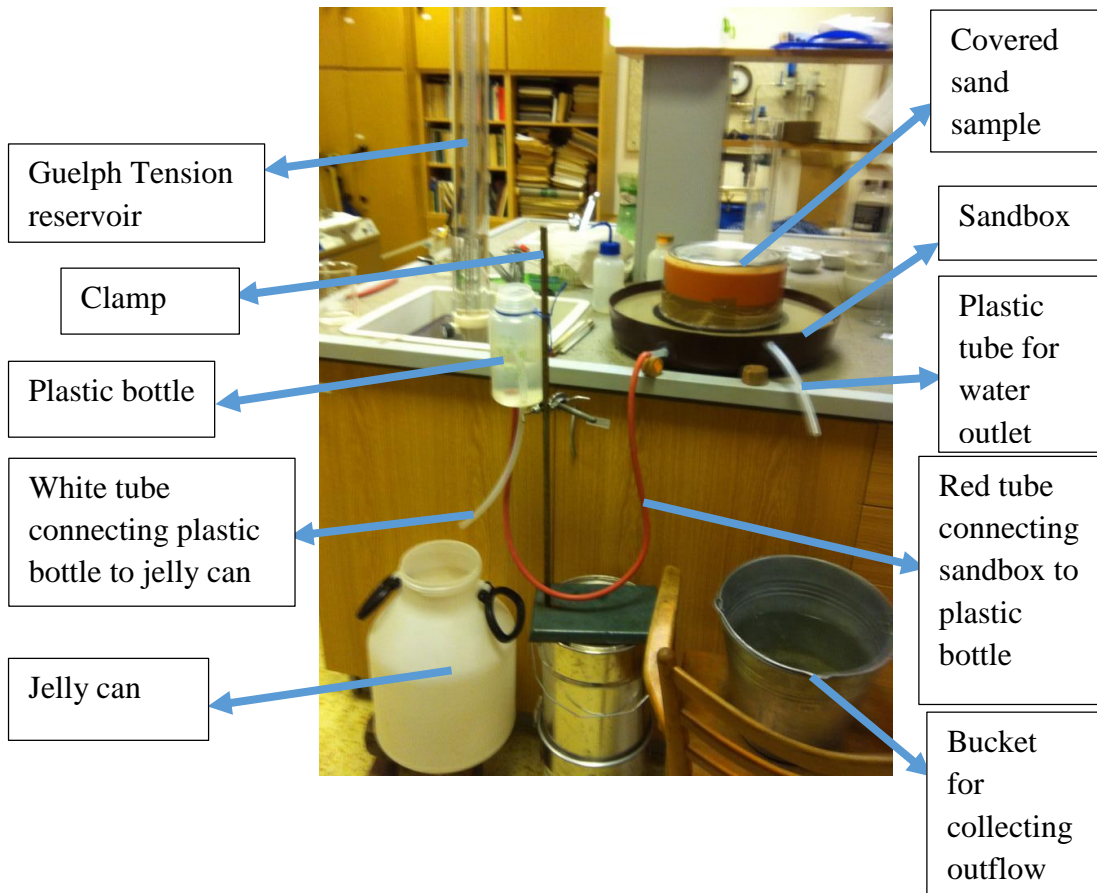 Guelph Tension
reservoir
Clamp
Plastic bottle
White tube
connecting plastic
bottle to jelly can
Jelly can
Covered
sand
sample
Sandbox
Plastic
tube for
water
outlet
Red tube
connecting
sandbox to
plastic
bottle
Bucket
for
collecting
outflow